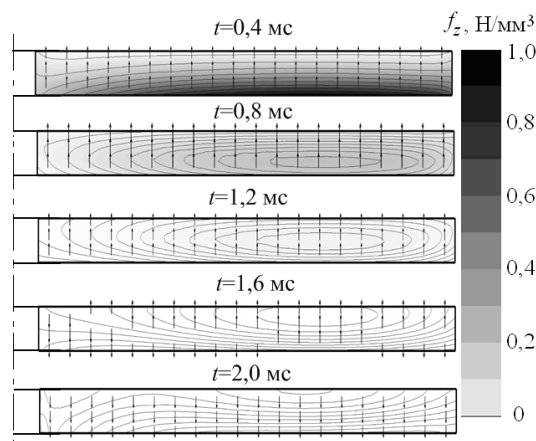 t=0,4 мс
f_z, Н/мм³
1,0
t=0,8 мс
0,8
t=1,2 мс
0,6
t=1,6 мс
0,4
t=2,0 мс
0,2
0